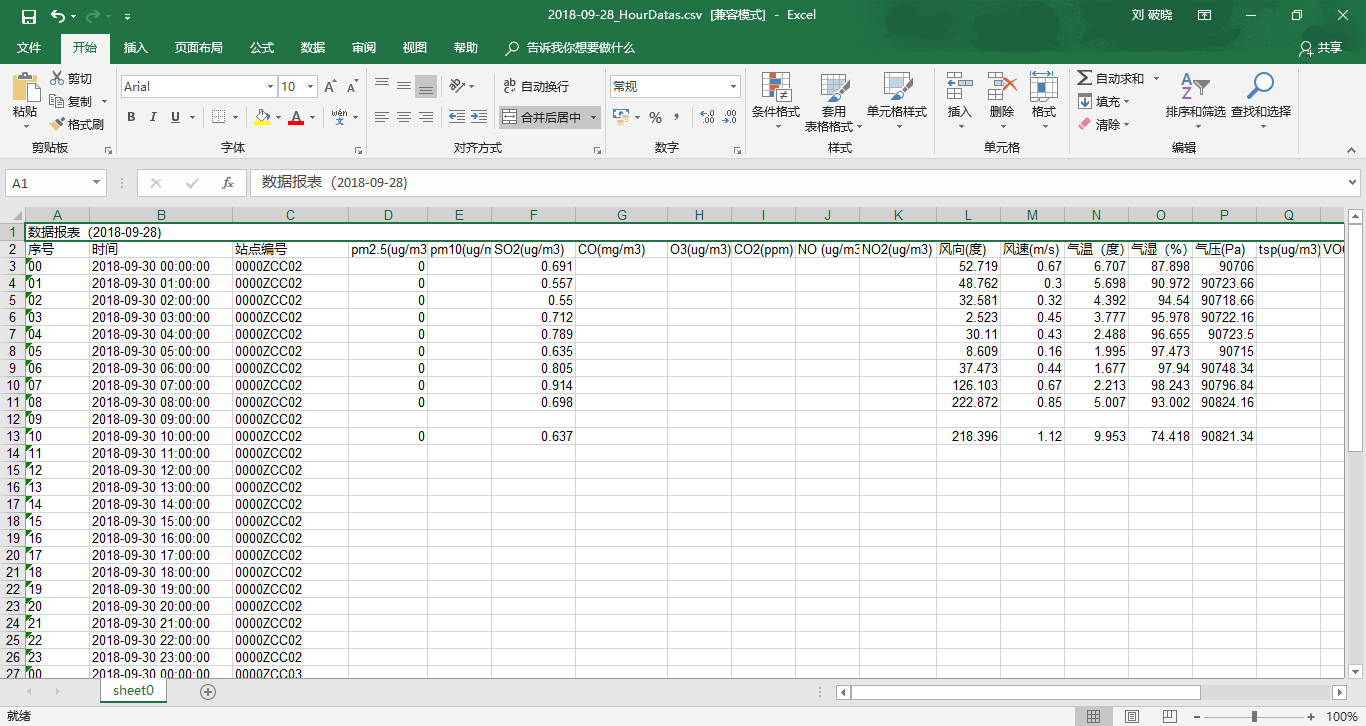 2018-09-28_HourDatas.csv [兼容模式] - Excel
刘 破晓
文件 开始 插入 页面布局 公式 数据 审阅 视图 帮助 告诉我你想要做什么 共享
粘贴 剪切 复制 格式刷 剪贴板
Arial 10 A A B I U A wén 文 字体
ab 自动换行 合并后居中 对齐方式
常规 % , 数字
条件格式 套用表格格式 单元格样式 样式
插入 删除 格式 单元格
自动求和 填充 清除 排序和筛选 查找和选择 编辑
A1 fx 数据报表（2018-09-28)
A B C D E F G H I J K L M N O P Q
1 数据报表（2018-09-28)
2 序号 时间 站点编号 pm2.5(ug/m3 pm10(ug/m SO2(ug/m3) CO(mg/m3) O3(ug/m3) CO2(ppm) NO (ug/m3 NO2(ug/m3) 风向(度) 风速(m/s) 气温（度) 气湿（%) 气压(Pa) tsp(ug/m3) VOC
3 00 2018-09-30 00:00:00 0000ZCC02 0 0.691 52.719 0.67 6.707 87.898 90706
4 01 2018-09-30 01:00:00 0000ZCC02 0 0.557 48.762 0.3 5.698 90.972 90723.66
5 02 2018-09-30 02:00:00 0000ZCC02 0 0.55 32.581 0.32 4.392 94.54 90718.66
6 03 2018-09-30 03:00:00 0000ZCC02 0 0.712 2.523 0.45 3.777 95.978 90722.16
7 04 2018-09-30 04:00:00 0000ZCC02 0 0.789 30.11 0.43 2.488 96.655 90723.5
8 05 2018-09-30 05:00:00 0000ZCC02 0 0.635 8.609 0.16 1.995 97.473 90715
9 06 2018-09-30 06:00:00 0000ZCC02 0 0.805 37.473 0.44 1.677 97.94 90748.34
10 07 2018-09-30 07:00:00 0000ZCC02 0 0.914 126.103 0.67 2.213 98.243 90796.84
11 08 2018-09-30 08:00:00 0000ZCC02 0 0.698 222.872 0.85 5.007 93.002 90824.16
12 09 2018-09-30 09:00:00 0000ZCC02
13 10 2018-09-30 10:00:00 0000ZCC02 0 0.637 218.396 1.12 9.953 74.418 90821.34
14 11 2018-09-30 11:00:00 0000ZCC02
15 12 2018-09-30 12:00:00 0000ZCC02
16 13 2018-09-30 13:00:00 0000ZCC02
17 14 2018-09-30 14:00:00 0000ZCC02
18 15 2018-09-30 15:00:00 0000ZCC02
19 16 2018-09-30 16:00:00 0000ZCC02
20 17 2018-09-30 17:00:00 0000ZCC02
21 18 2018-09-30 18:00:00 0000ZCC02
22 19 2018-09-30 19:00:00 0000ZCC02
23 20 2018-09-30 20:00:00 0000ZCC02
24 21 2018-09-30 21:00:00 0000ZCC02
25 22 2018-09-30 22:00:00 0000ZCC02
26 23 2018-09-30 23:00:00 0000ZCC02
27 00 2018-09-30 00:00:00 0000ZCC03
sheet0
就绪 100%